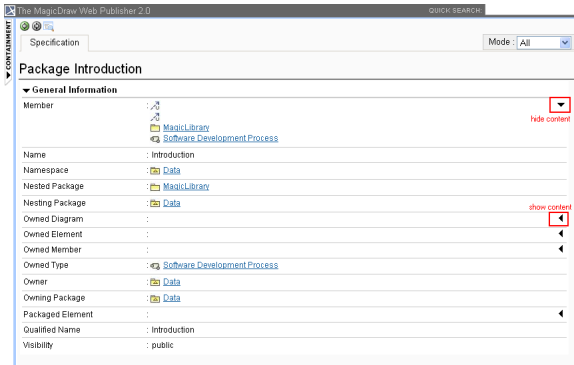 The MagicDraw Web Publisher 2.0 QUICK SEARCH:
CONTAINMENT
Specification Mode : All
Package Introduction
General Information
Member :
hide content
MagicLibrary
Software Development Process
Name : Introduction
Namespace : Data
Nested Package : MagicLibrary
Nesting Package : Data
show content
Owned Diagram :
Owned Element :
Owned Member :
Owned Type : Software Development Process
Owner : Data
Owning Package : Data
Packaged Element :
Qualified Name : Introduction
Visibility : public